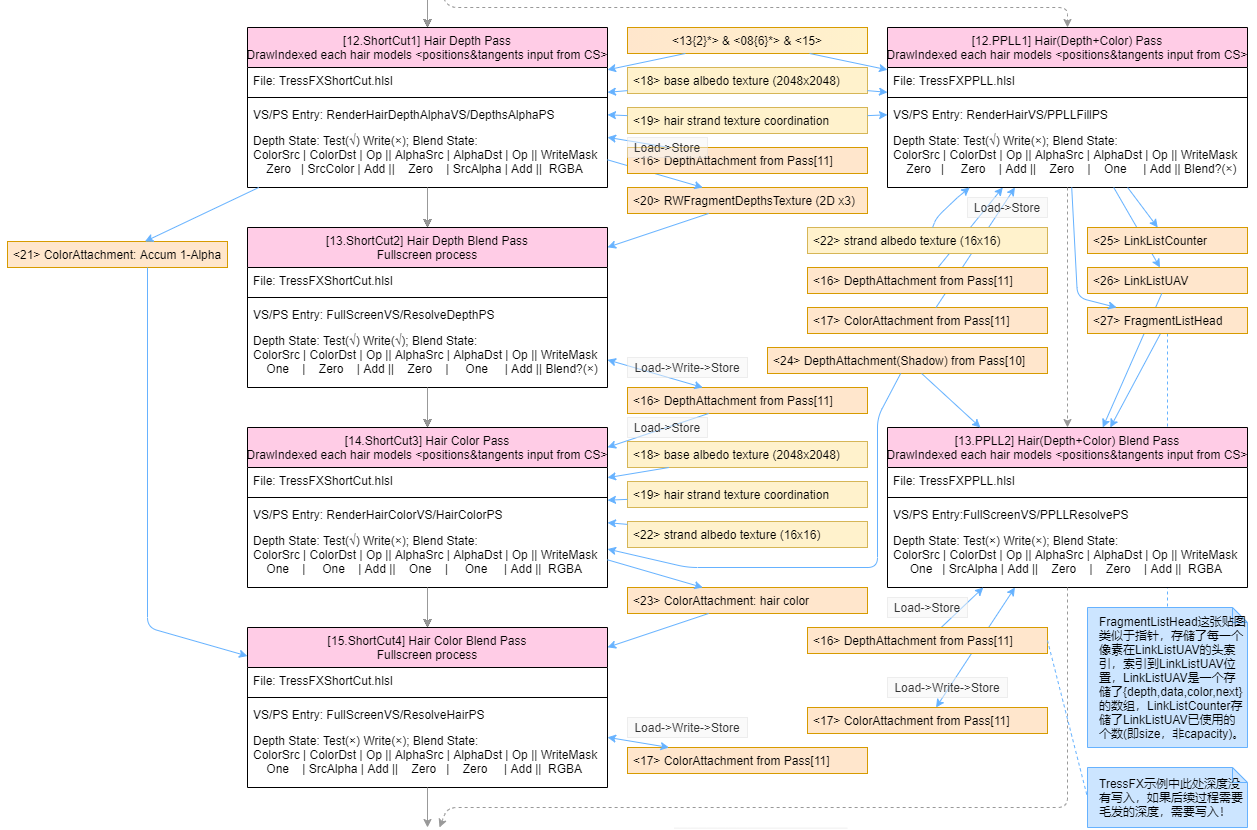 [12.ShortCut1] Hair Depth Pass
DrawIndexed each hair models <positions&tangents input from CS>
File: TressFXShortCut.hlsl
VS/PS Entry: RenderHairDepthAlphaVS/DepthsAlphaPS
Depth State: Test(√) Write(×); Blend State:
ColorSrc | ColorDst | Op || AlphaSrc | AlphaDst | Op || WriteMask
Zero | SrcColor | Add || Zero | SrcAlpha | Add || RGBA
<13{2}*> & <08{6}*> & <15>
<18> base albedo texture (2048x2048)
<19> hair strand texture coordination
Load->Store
<16> DepthAttachment from Pass[11]
<20> RWFragmentDepthsTexture (2D x3)
[12.PPLL1] Hair(Depth+Color) Pass
DrawIndexed each hair models <positions&tangents input from CS>
File: TressFXPPLL.hlsl
VS/PS Entry: RenderHairVS/PPLLFillPS
Depth State: Test(√) Write(×); Blend State:
ColorSrc | ColorDst | Op || AlphaSrc | AlphaDst | Op || WriteMask
Zero | Zero | Add || Zero | One | Add || Blend?(×)
<21> ColorAttachment: Accum 1-Alpha
[13.ShortCut2] Hair Depth Blend Pass
Fullscreen process
File: TressFXShortCut.hlsl
VS/PS Entry: FullScreenVS/ResolveDepthPS
Depth State: Test(√) Write(√); Blend State:
ColorSrc | ColorDst | Op || AlphaSrc | AlphaDst | Op || WriteMask
One | Zero | Add || Zero | One | Add || Blend?(×)
Load->Store
<22> strand albedo texture (16x16)
<16> DepthAttachment from Pass[11]
<17> ColorAttachment from Pass[11]
<24> DepthAttachment(Shadow) from Pass[10]
<25> LinkListCounter
<26> LinkListUAV
<27> FragmentListHead
Load->Write->Store
<16> DepthAttachment from Pass[11]
Load->Store
<18> base albedo texture (2048x2048)
<19> hair strand texture coordination
<22> strand albedo texture (16x16)
[14.ShortCut3] Hair Color Pass
DrawIndexed each hair models <positions&tangents input from CS>
File: TressFXShortCut.hlsl
VS/PS Entry: RenderHairColorVS/HairColorPS
Depth State: Test(√) Write(×); Blend State:
ColorSrc | ColorDst | Op || AlphaSrc | AlphaDst | Op || WriteMask
One | One | Add || One | One | Add || RGBA
<23> ColorAttachment: hair color
[13.PPLL2] Hair(Depth+Color) Blend Pass
DrawIndexed each hair models <positions&tangents input from CS>
File: TressFXPPLL.hlsl
VS/PS Entry:FullScreenVS/PPLLResolvePS
Depth State: Test(×) Write(×); Blend State:
ColorSrc | ColorDst | Op || AlphaSrc | AlphaDst | Op || WriteMask
One | SrcAlpha | Add || Zero | Zero | Add || RGBA
[15.ShortCut4] Hair Color Blend Pass
Fullscreen process
File: TressFXShortCut.hlsl
VS/PS Entry: FullScreenVS/ResolveHairPS
Depth State: Test(×) Write(×); Blend State:
ColorSrc | ColorDst | Op || AlphaSrc | AlphaDst | Op || WriteMask
One | SrcAlpha | Add || Zero | Zero | Add || RGBA
Load->Write->Store
<17> ColorAttachment from Pass[11]
Load->Store
<16> DepthAttachment from Pass[11]
Load->Write->Store
<17> ColorAttachment from Pass[11]
FragmentListHead这张贴图
类似于指针，存储了每一个
像素在LinkListUAV的头索
引，索引到LinkListUAV位
置，LinkListUAV是一个存
储了{depth,data,color,next}
的数组，LinkListCounter存
储了LinkListUAV已使用的
个数(即size，非capacity)。
TressFX示例中此处深度没
有写入，如果后续过程需要
毛发的深度，需要写入！